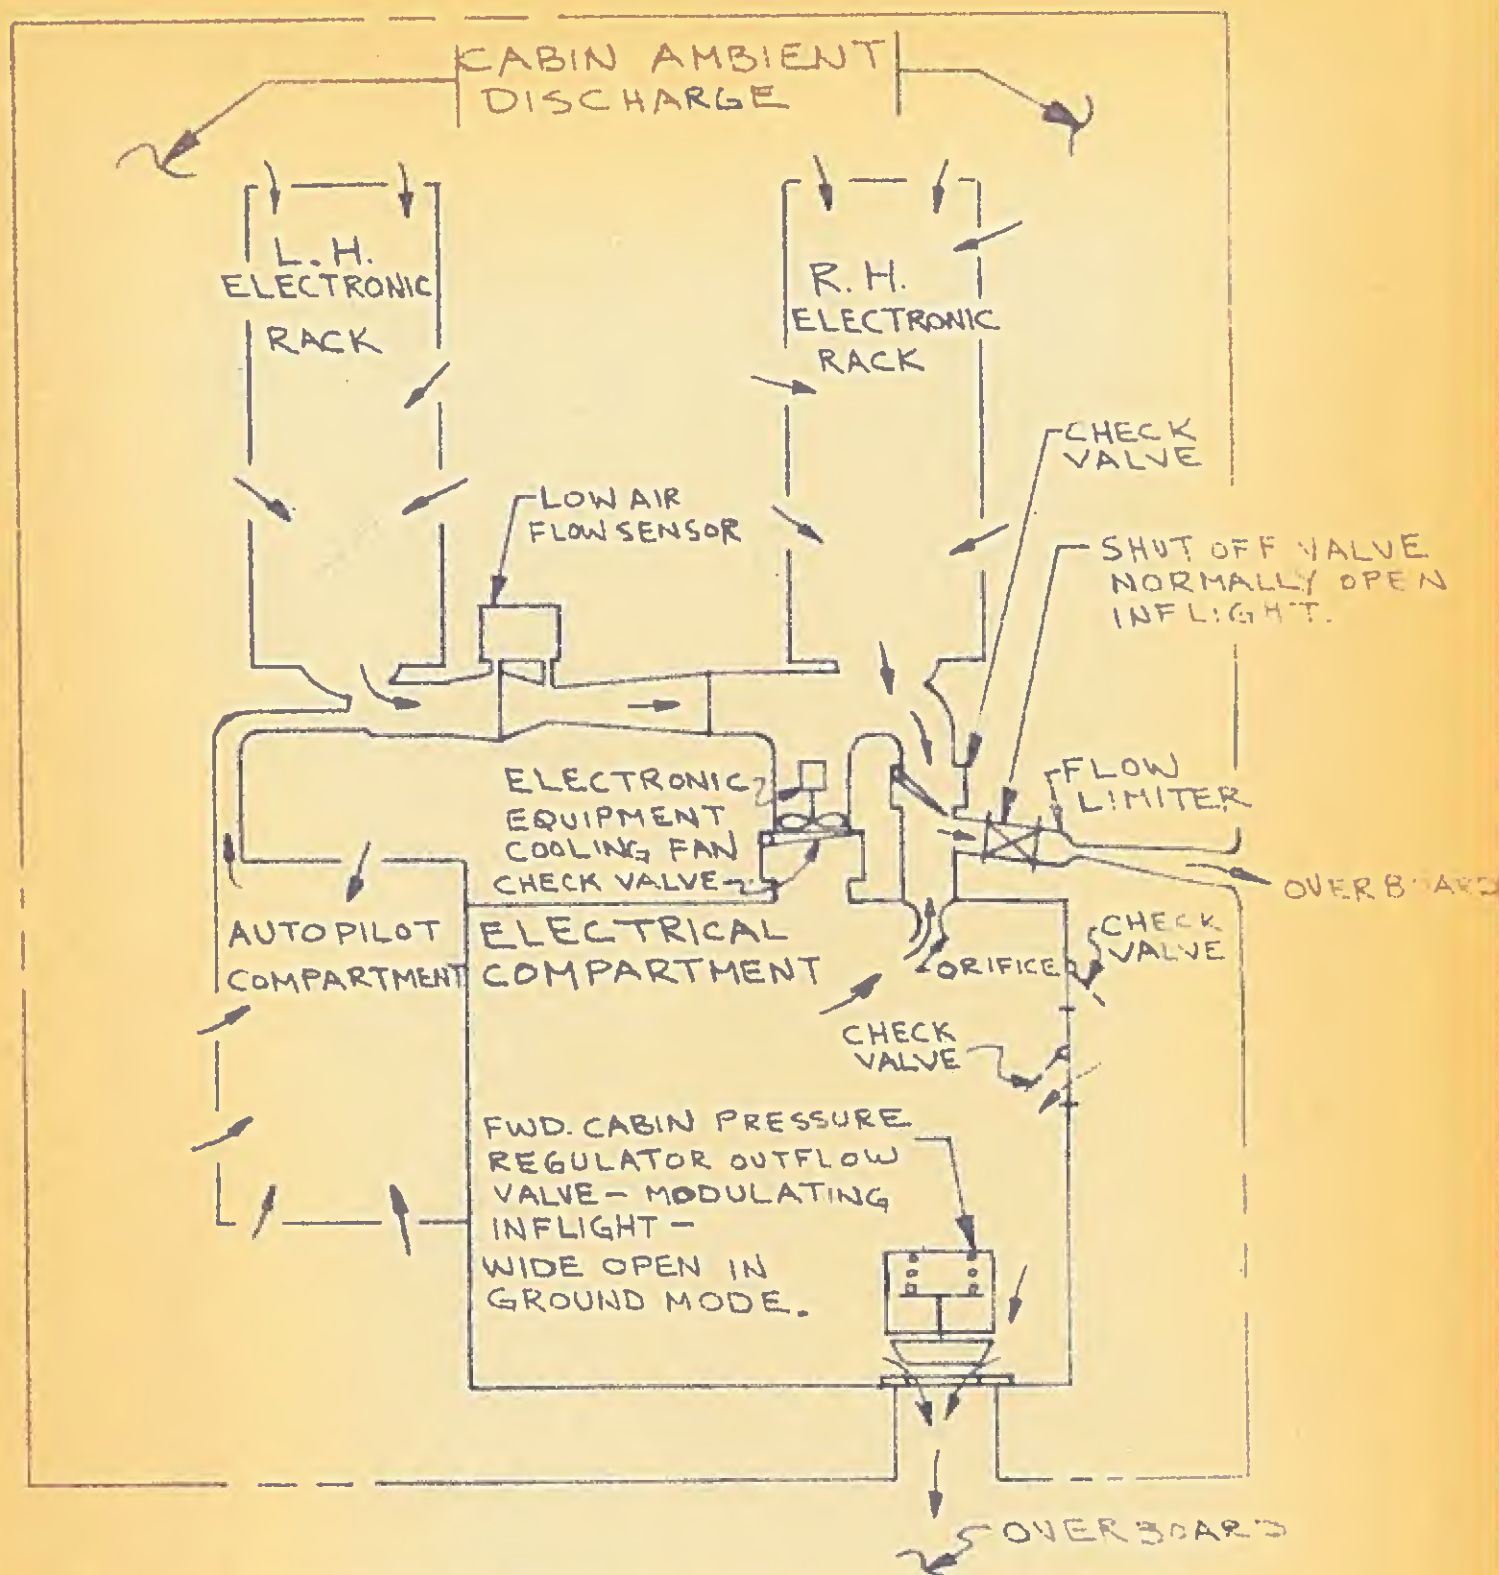 CABIN AMBIENT
DISCHARGE
L.H.
ELECTRONIC
RACK
R.H.
ELECTRONIC
RACK
CHECK
VALVE
LOW AIR
FLOW SENSOR
SHUT OFF VALVE
NORMALLY OPEN
INFLIGHT.
ELECTRONIC
EQUIPMENT
COOLING FAN
CHECK VALVE
FLOW
LIMITER
OVERBOARD
AUTOPILOT
COMPARTMENT
ELECTRICAL
COMPARTMENT
ORIFICE
CHECK
VALVE
CHECK
VALVE
FWD. CABIN PRESSURE
REGULATOR OUTFLOW
VALVE - MODULATING
INFLIGHT -
WIDE OPEN IN
GROUND MODE.
OVERBOARD